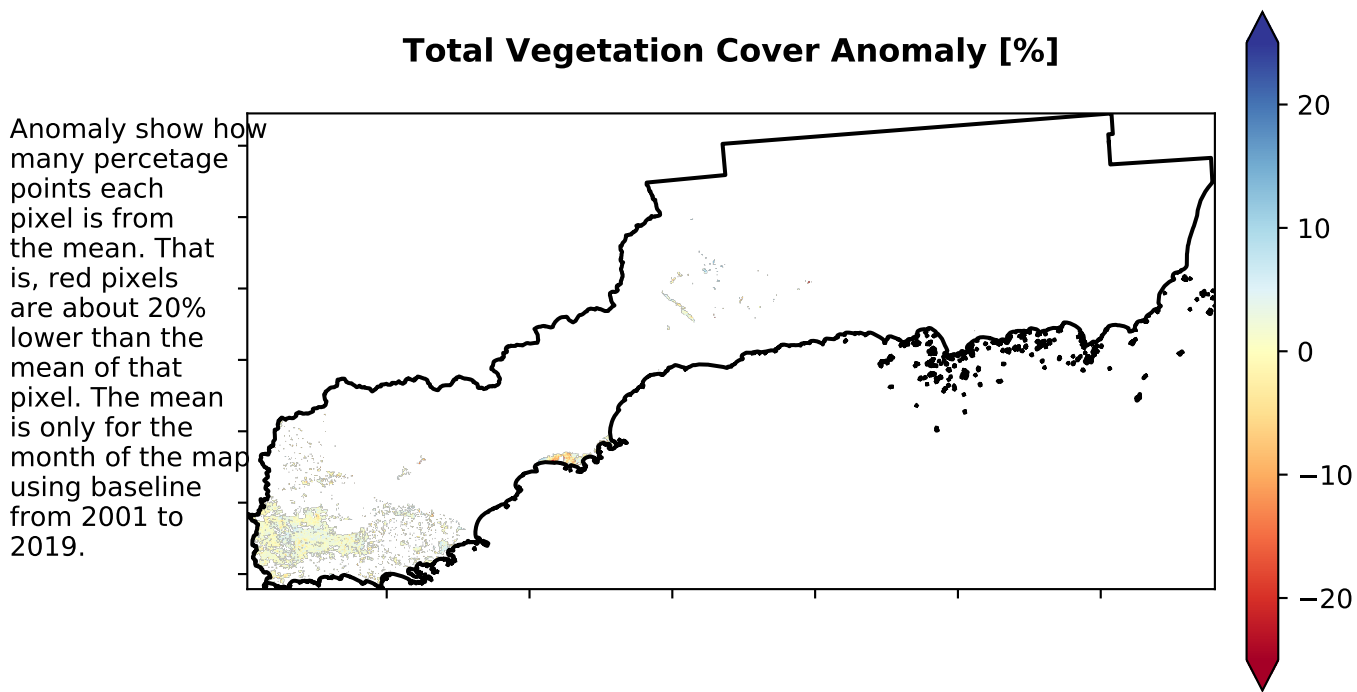 Total Vegetation Cover Anomaly [%]
Anomaly show how
many percetage
points each
pixel is from
the mean. That
is, red pixels
are about 20%
lower than the
mean of that
pixel. The mean
is only for the
month of the map
using baseline
from 2001 to
2019.
20
10
0
−10
−20